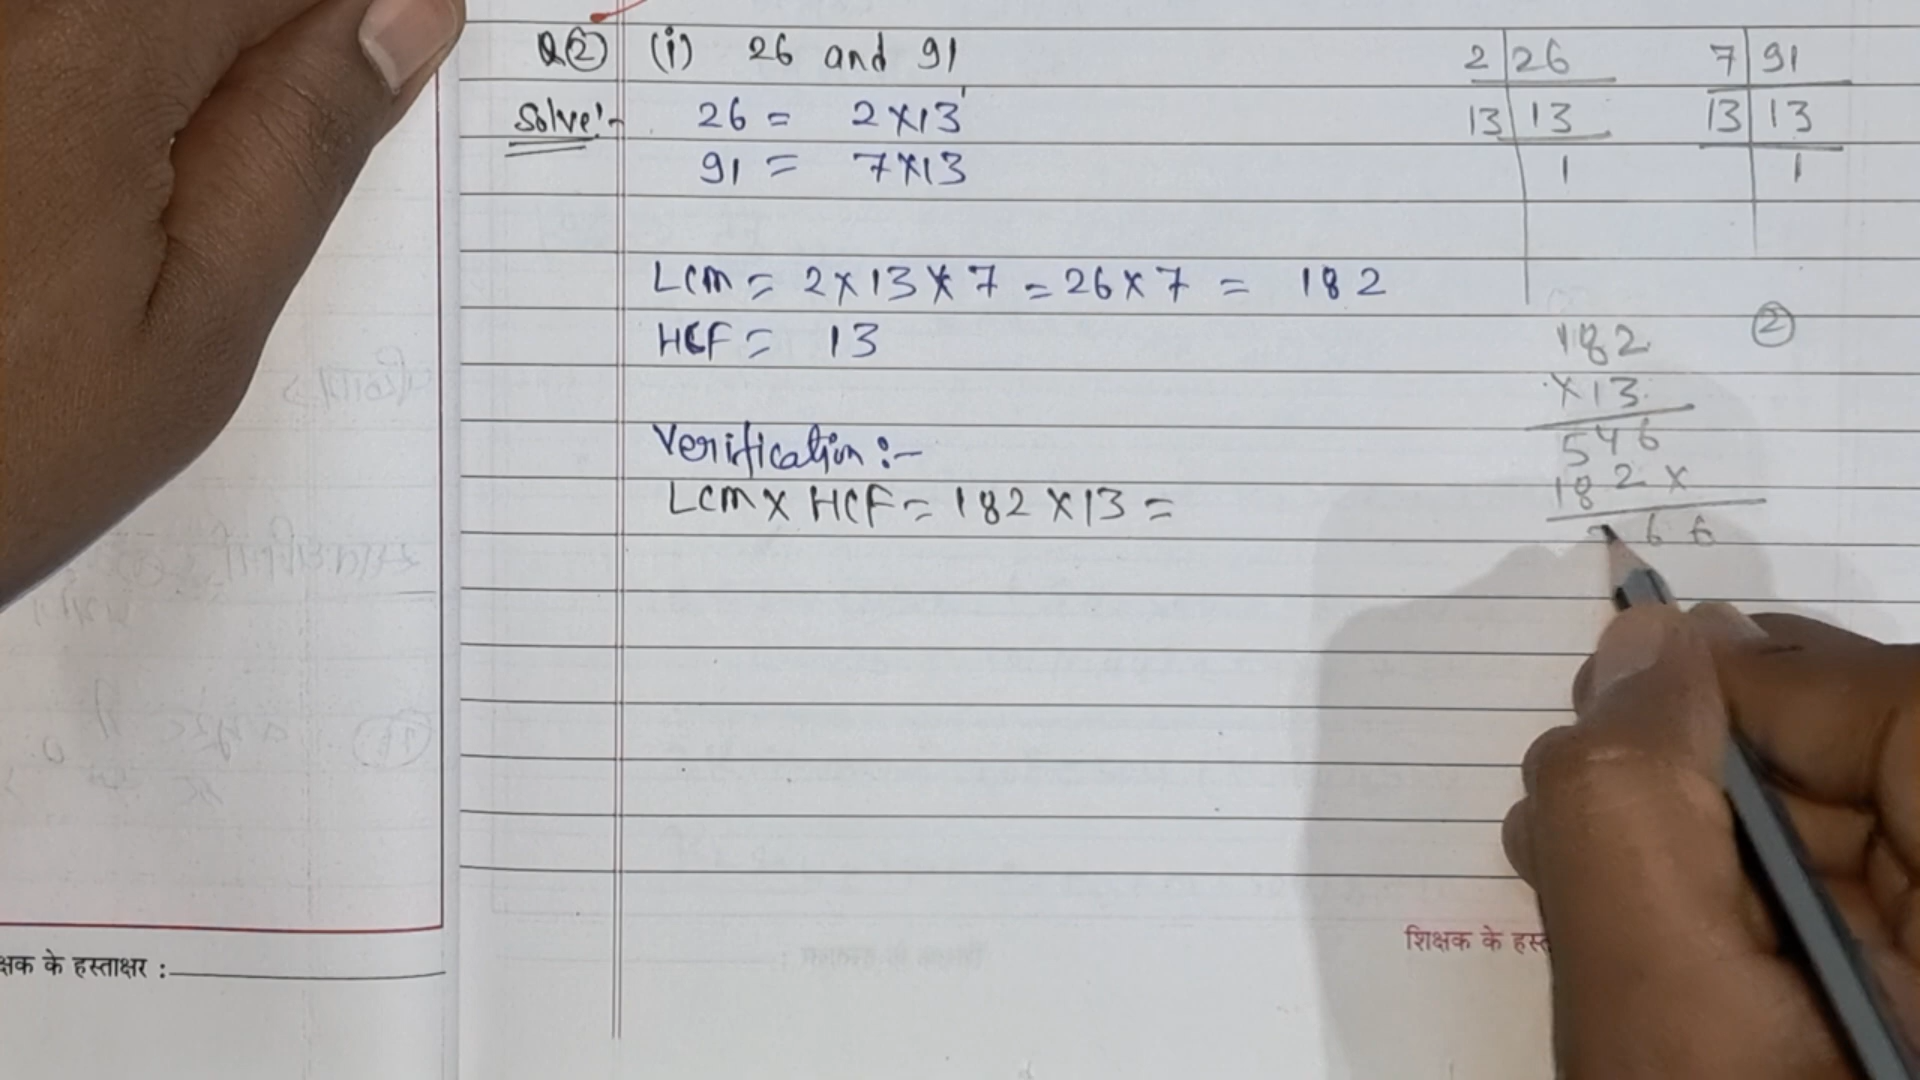 Q② (i) 26 and 91
Solve:- 26 = 2×13
91 = 7×13
LCM = 2×13×7 = 26×7 = 182
HCF = 13
Verification:-
LCM × HCF = 182×13 =
2 26
13 13
1
7 91
13 13
1
②
182
×13
546
182×
66
क्षक के हस्ताक्षर :
शिक्षक के